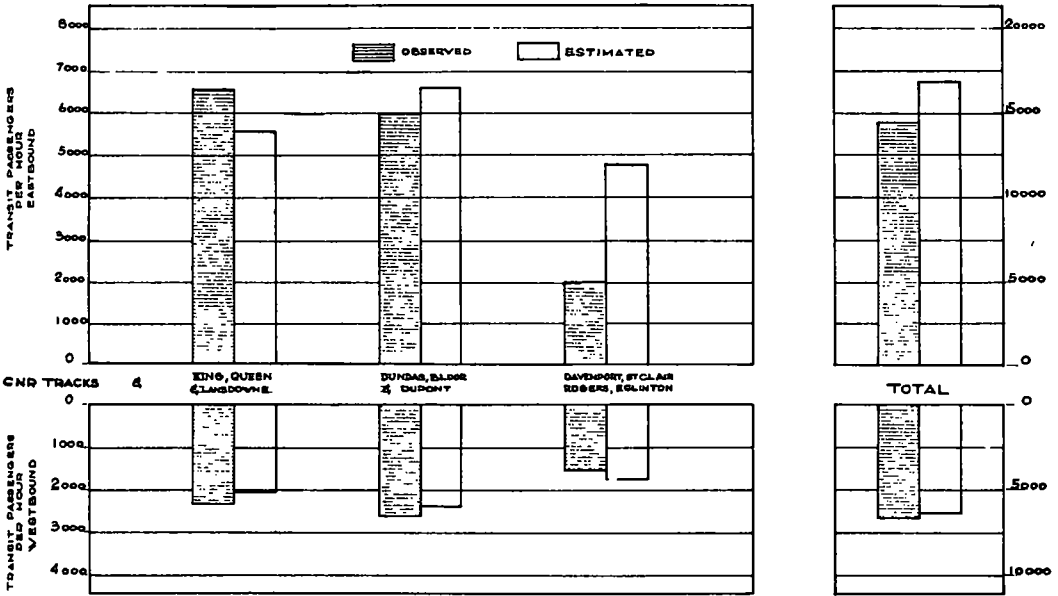 8000
7000
6000
5000
4000
3000
2000
1000
0
TRANSIT PASSENGERS
PER HOUR
EASTBOUND
OBSERVED
ESTIMATED
20000
15000
10000
5000
0
CNR TRACKS &
KING, QUEEN
& LANSDOWNE
DUNDAS, BLOOR
& DUPONT
DAVENPORT, ST CLAIR
ROGERS, EGLINTON
TOTAL
0
1000
2000
3000
4000
TRANSIT PASSENGERS
PER HOUR
WESTBOUND
0
5000
10000